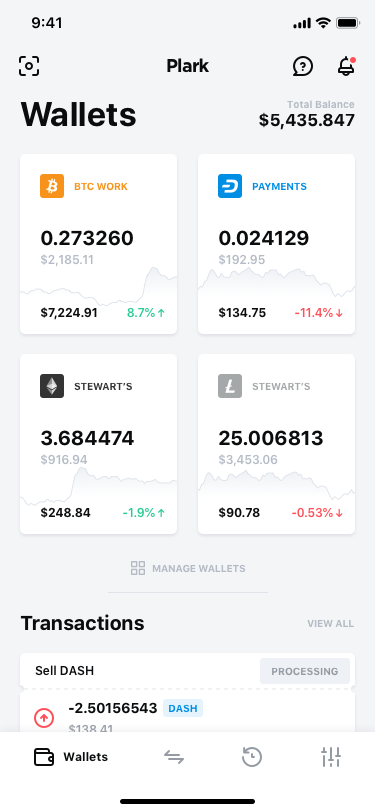 9:41
Plark
Wallets
Total Balance
$5,435.847
BTC WORK
0.273260
$2,185.11
$7,224.91 8.7%↑
PAYMENTS
0.024129
$192.95
$134.75 -11.4%↓
STEWART'S
3.684474
$916.94
$248.84 -1.9%↑
STEWART'S
25.006813
$3,453.06
$90.78 -0.53%↓
MANAGE WALLETS
Transactions VIEW ALL
Sell DASH PROCESSING
-2.50156543 DASH
$138.41
Wallets